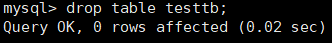 mysql> drop table testtb;
Query OK, 0 rows affected (0.02 sec)